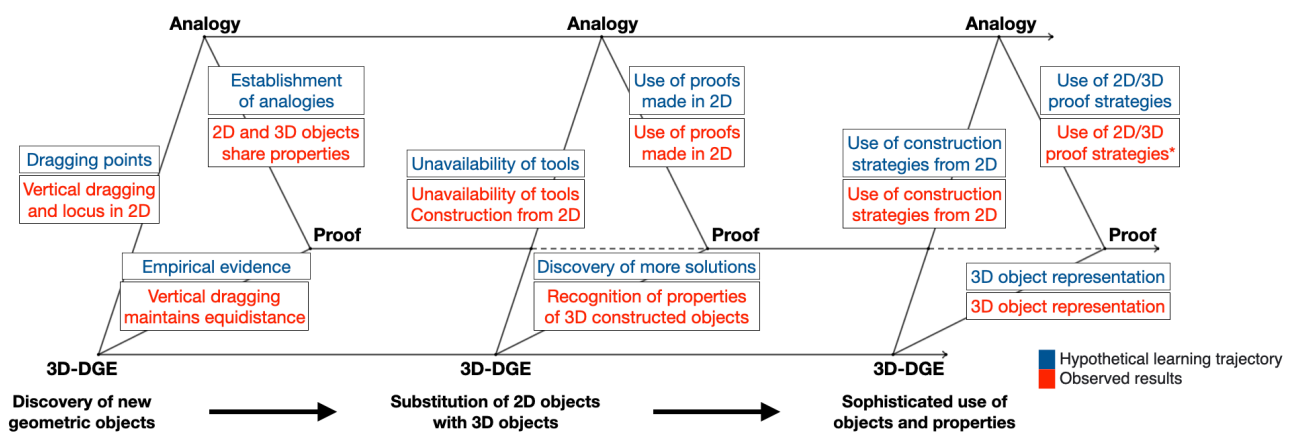 Analogy
Analogy
Analogy
Establishment
of analogies
2D and 3D objects
share properties
Use of proofs
made in 2D
Use of proofs
made in 2D
Use of 2D/3D
proof strategies
Use of 2D/3D
proof strategies*
Dragging points
Vertical dragging
and locus in 2D
Unavailability of tools
Unavailability of tools
Construction from 2D
Use of construction
strategies from 2D
Use of construction
strategies from 2D
Proof
Proof
Proof
Empirical evidence
Vertical dragging
maintains equidistance
Discovery of more solutions
Recognition of properties
of 3D constructed objects
3D object representation
3D object representation
3D-DGE
3D-DGE
3D-DGE
Hypothetical learning trajectory
Observed results
Discovery of new
geometric objects
Substitution of 2D objects
with 3D objects
Sophisticated use of
objects and properties